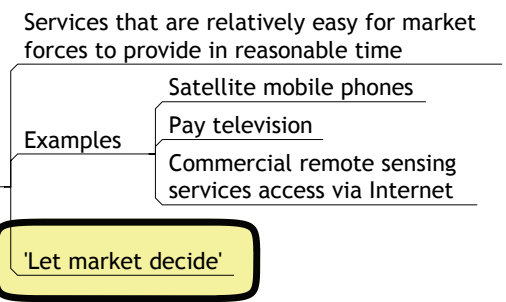 Services that are relatively easy for market
forces to provide in reasonable time
Satellite mobile phones
Pay television
Examples
Commercial remote sensing
services access via Internet
'Let market decide'